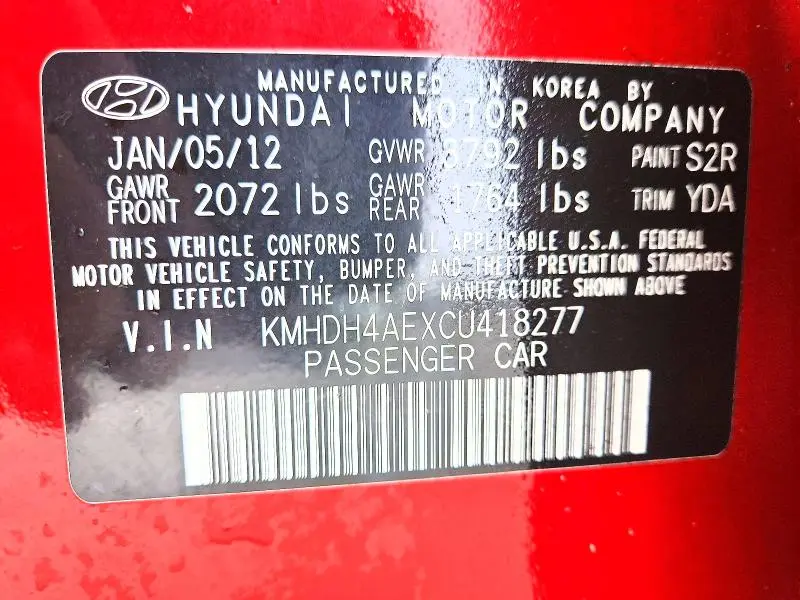 MANUFACTURED IN KOREA BY
HYUNDAI MOTOR COMPANY
JAN/05/12 GVWR 3792 lbs PAINT S2R
GAWR FRONT 2072 lbs GAWR REAR 1764 lbs TRIM YDA
THIS VEHICLE CONFORMS TO ALL APPLICABLE U.S.A. FEDERAL
MOTOR VEHICLE SAFETY, BUMPER, AND THEFT PREVENTION STANDARDS
IN EFFECT ON THE DATE OF MANUFACTURE SHOWN ABOVE
V.I.N KMHDH4AEXCU418277
PASSENGER CAR